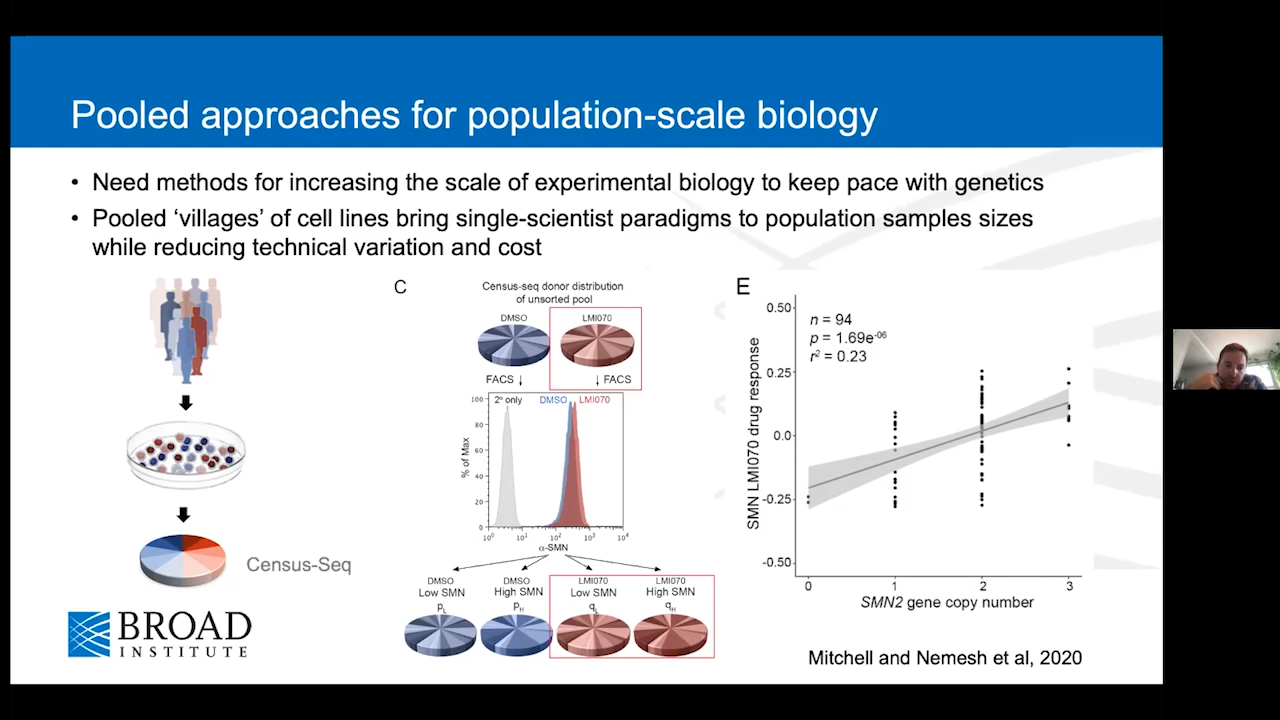 Pooled approaches for population-scale biology
• Need methods for increasing the scale of experimental biology to keep pace with genetics
• Pooled ‘villages’ of cell lines bring single-scientist paradigms to population samples sizes
while reducing technical variation and cost
Census-Seq
BROAD
INSTITUTE
C
Census-seq donor distribution
of unsorted pool
DMSO
LMI070
FACS ↓
↓ FACS
2° only
DMSO
LMI070
% of Max
100
80
60
40
20
0
10⁰ 10¹ 10² 10³ 10⁴
α-SMN
DMSO
Low SMN
pL
DMSO
High SMN
pH
LMI070
Low SMN
qL
LMI070
High SMN
qH
E
n = 94
p = 1.69e-06
r² = 0.23
SMN LMI070 drug response
0.50
0.25
0.0
-0.25
-0.50
0 1 2 3
SMN2 gene copy number
Mitchell and Nemesh et al, 2020